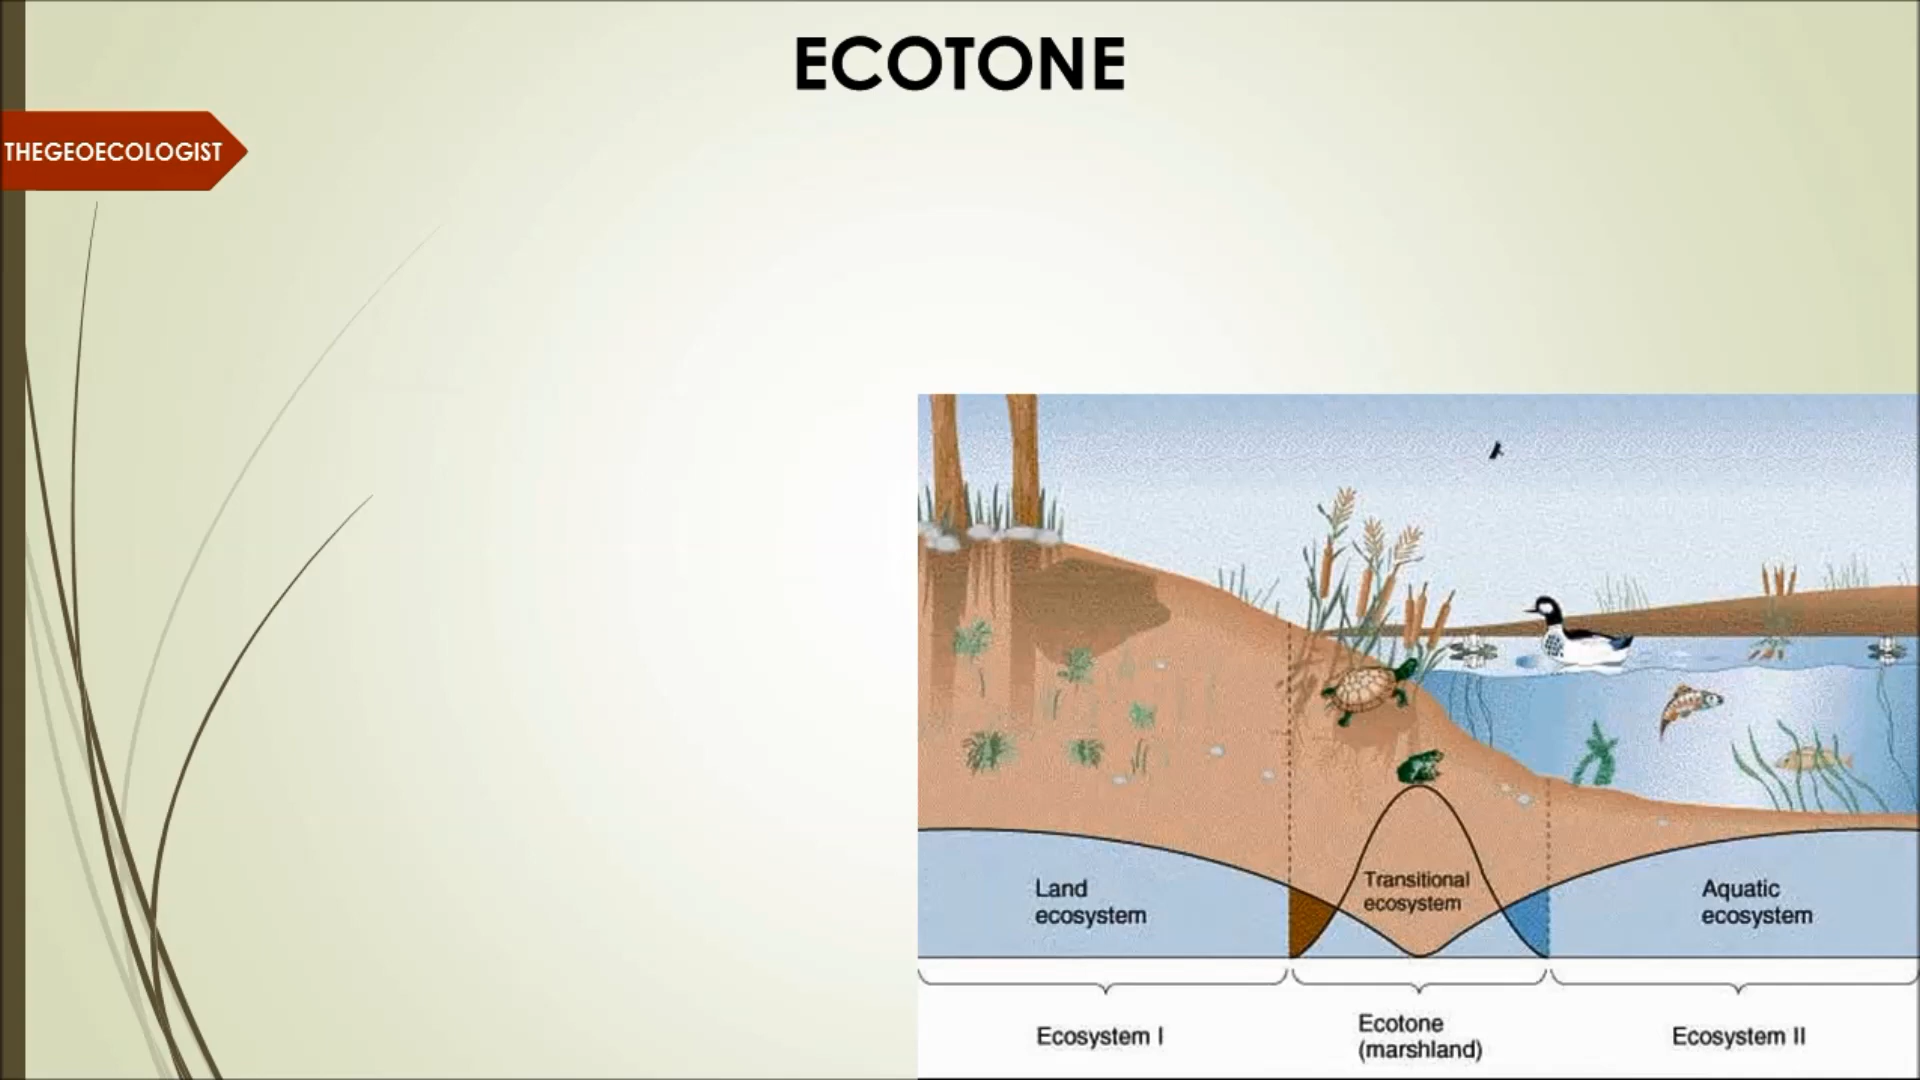 ECOTONE
THEGEOECOLOGIST
Land
ecosystem
Transitional
ecosystem
Aquatic
ecosystem
Ecosystem I
Ecotone
(marshland)
Ecosystem II